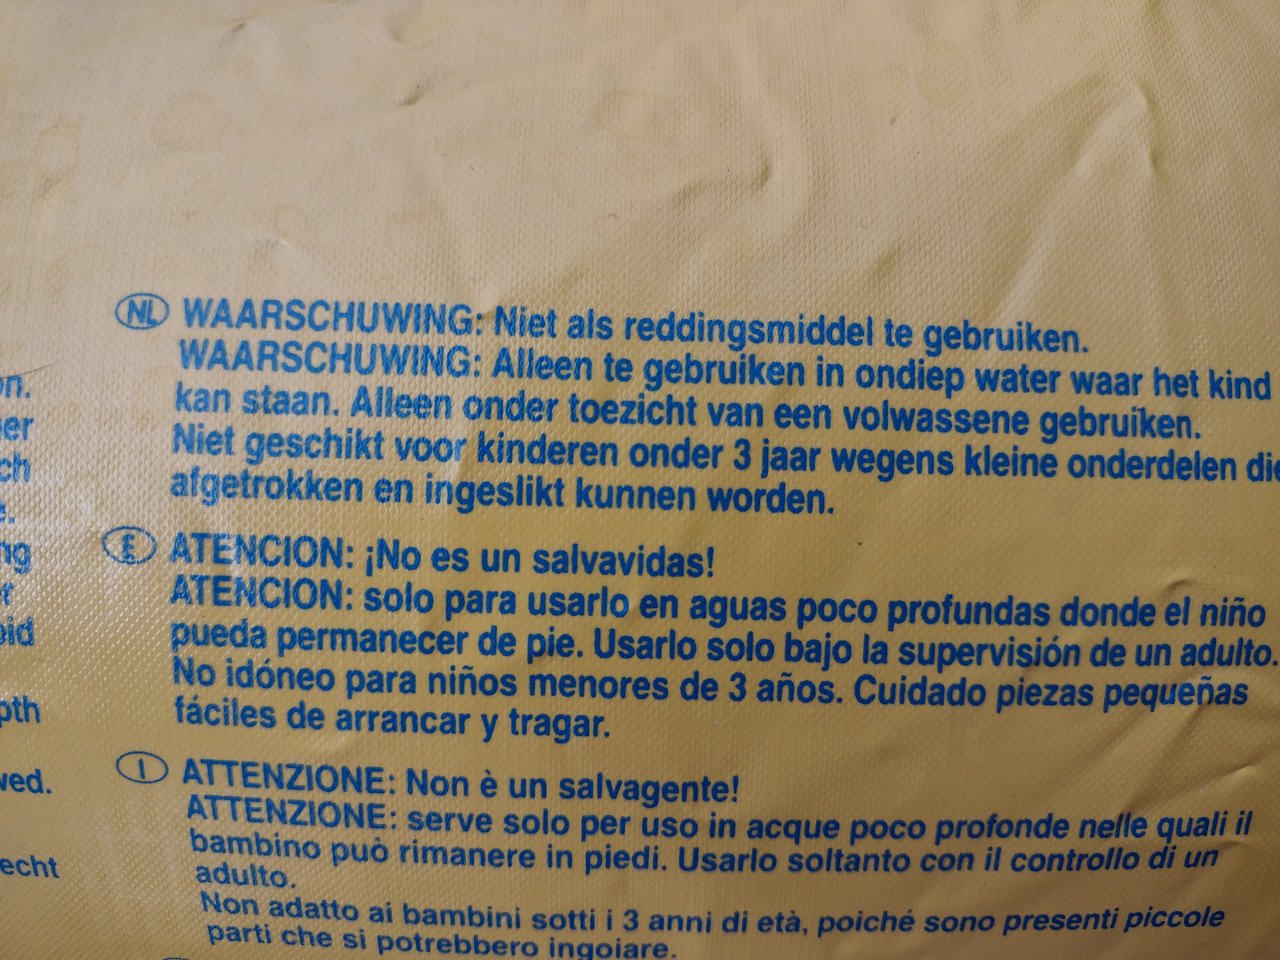 NL WAARSCHUWING: Niet als reddingsmiddel te gebruiken.
WAARSCHUWING: Alleen te gebruiken in ondiep water waar het kind
kan staan. Alleen onder toezicht van een volwassene gebruiken.
Niet geschikt voor kinderen onder 3 jaar wegens kleine onderdelen die
afgetrokken en ingeslikt kunnen worden.
E ATENCION: ¡No es un salvavidas!
ATENCION: solo para usarlo en aguas poco profundas donde el niño
pueda permanecer de pie. Usarlo solo bajo la supervisión de un adulto.
No idóneo para niños menores de 3 años. Cuidado piezas pequeñas
fáciles de arrancar y tragar.
I ATTENZIONE: Non è un salvagente!
ATTENZIONE: serve solo per uso in acque poco profonde nelle quali il
bambino può rimanere in piedi. Usarlo soltanto con il controllo di un
adulto.
Non adatto ai bambini sotti i 3 anni di età, poiché sono presenti piccole
parti che si potrebbero ingoiare.